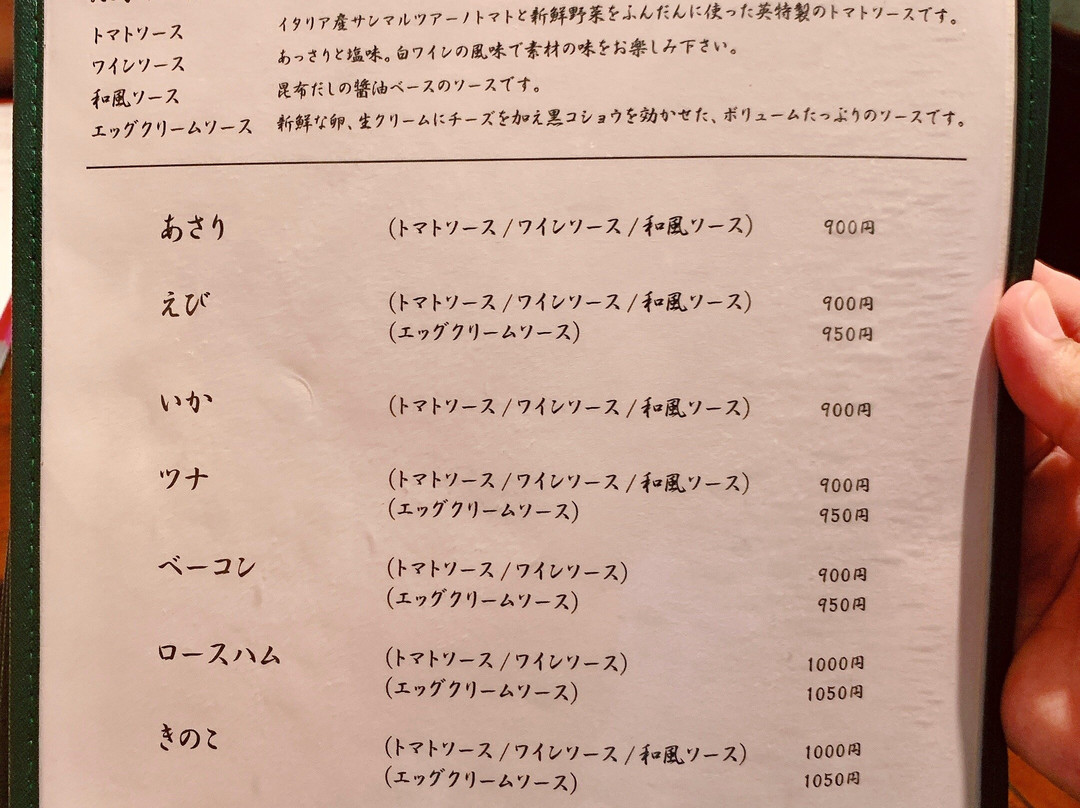 トマトソース イタリア産サンマルツアーノトマトと新鮮野菜をふんだんに使った英特製のトマトソースです。
ワインソース あっさりと塩味。白ワインの風味で素材の味をお楽しみ下さい。
和風ソース 昆布だしの醤油ベースのソースです。
エッグクリームソース 新鮮な卵、生クリームにチーズを加え黒コショウを効かせた、ボリュームたっぷりのソースです。
あさり (トマトソース/ワインソース/和風ソース) 900円
えび (トマトソース/ワインソース/和風ソース) 900円
(エッグクリームソース) 950円
いか (トマトソース/ワインソース/和風ソース) 900円
ツナ (トマトソース/ワインソース/和風ソース) 900円
(エッグクリームソース) 950円
ベーコン (トマトソース/ワインソース) 900円
(エッグクリームソース) 950円
ロースハム (トマトソース/ワインソース) 1000円
(エッグクリームソース) 1050円
きのこ (トマトソース/ワインソース/和風ソース) 1000円
(エッグクリームソース) 1050円